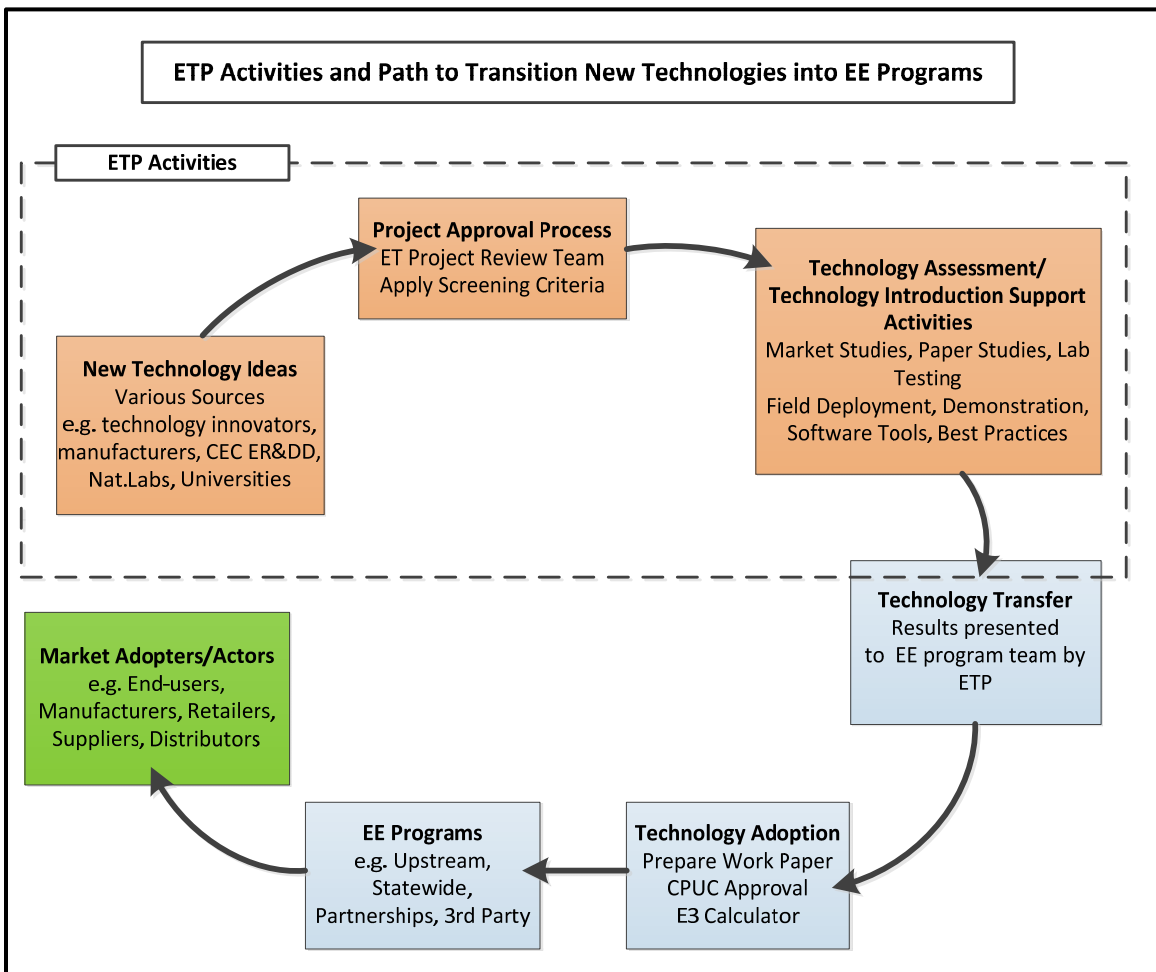 ETP Activities and Path to Transition New Technologies into EE Programs
ETP Activities
Project Approval Process
ET Project Review Team
Apply Screening Criteria
Technology Assessment/
Technology Introduction Support
Activities
Market Studies, Paper Studies, Lab
Testing
Field Deployment, Demonstration,
Software Tools, Best Practices
New Technology Ideas
Various Sources
e.g. technology innovators,
manufacturers, CEC ER&DD,
Nat.Labs, Universities
Technology Transfer
Results presented
to EE program team by
ETP
Market Adopters/Actors
e.g. End-users,
Manufacturers, Retailers,
Suppliers, Distributors
EE Programs
e.g. Upstream,
Statewide,
Partnerships, 3rd Party
Technology Adoption
Prepare Work Paper
CPUC Approval
E3 Calculator